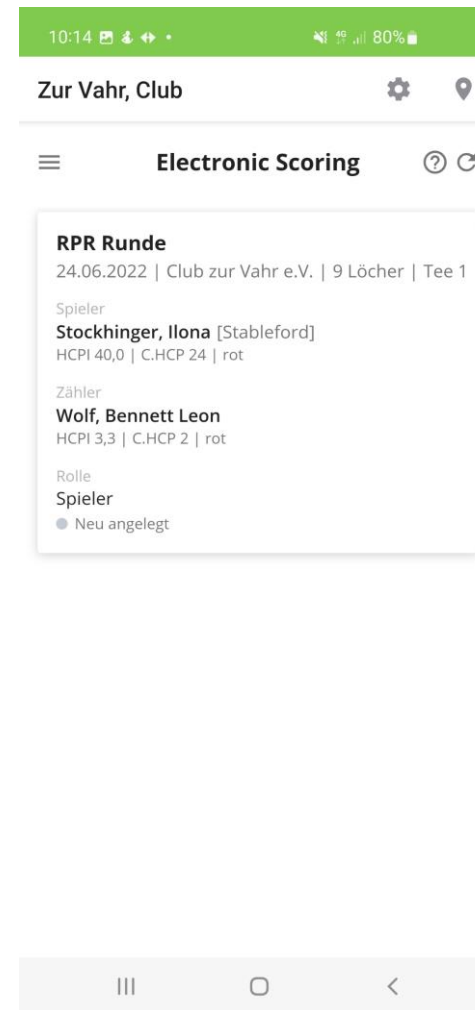 10:14 80%
Zur Vahr, Club
Electronic Scoring
RPR Runde
24.06.2022 | Club zur Vahr e.V. | 9 Löcher | Tee 1
Spieler
Stockhinger, Ilona [Stableford]
HCPI 40,0 | C.HCP 24 | rot
Zähler
Wolf, Bennett Leon
HCPI 3,3 | C.HCP 2 | rot
Rolle
Spieler
Neu angelegt